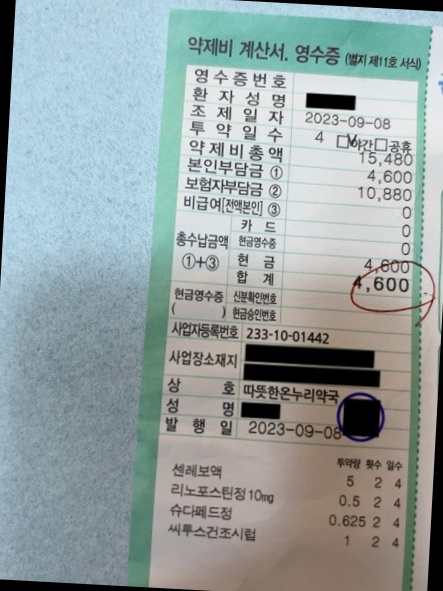 약제비 계산서. 영수증 (별지 제11호 서식)
영수증번호
환자성명
조제일자 2023-09-08
투약일수 4 □야간□공휴
약제비총액 15,480
본인부담금 ① 4,600
보험자부담금 ② 10,880
비급여[전액본인] ③ 0
총수납금액 ①+③
카드 0
현금영수증 0
현금 4,600
합계 4,600
현금영수증 ( )
신분확인번호
현금승인번호
사업자등록번호 233-10-01442
사업장소재지
상호 따뜻한온누리약국
성명
발행일 2023-09-08
투약량 횟수 일수
센레보액 5 2 4
리노포스틴정10mg 0.5 2 4
슈다페드정 0.625 2 4
씨투스건조시럽 1 2 4